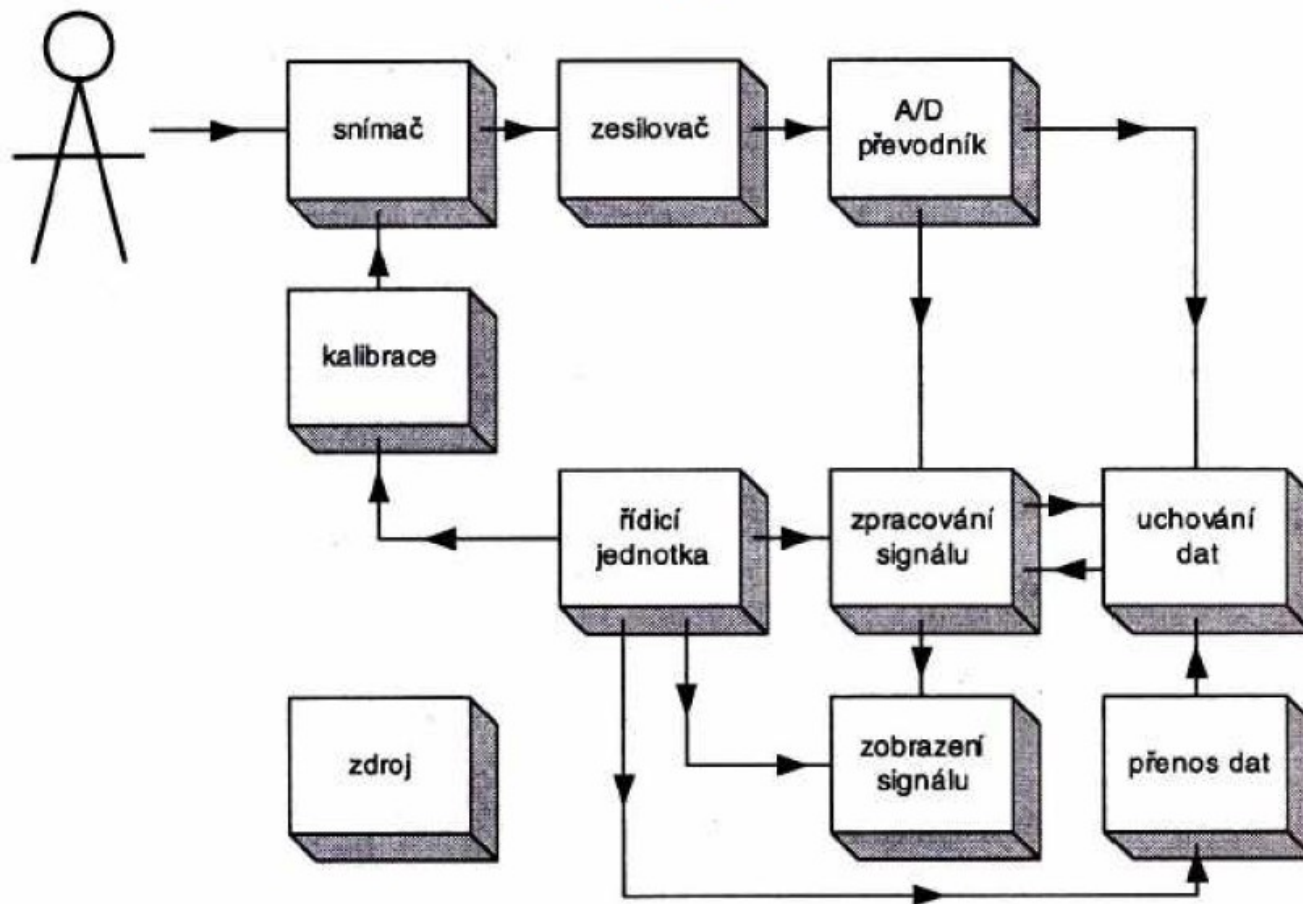 snímač
zesilovač
A/D
převodník
kalibrace
řídicí
jednotka
zpracování
signálu
uchování
dat
zdroj
zobrazení
signálu
přenos dat